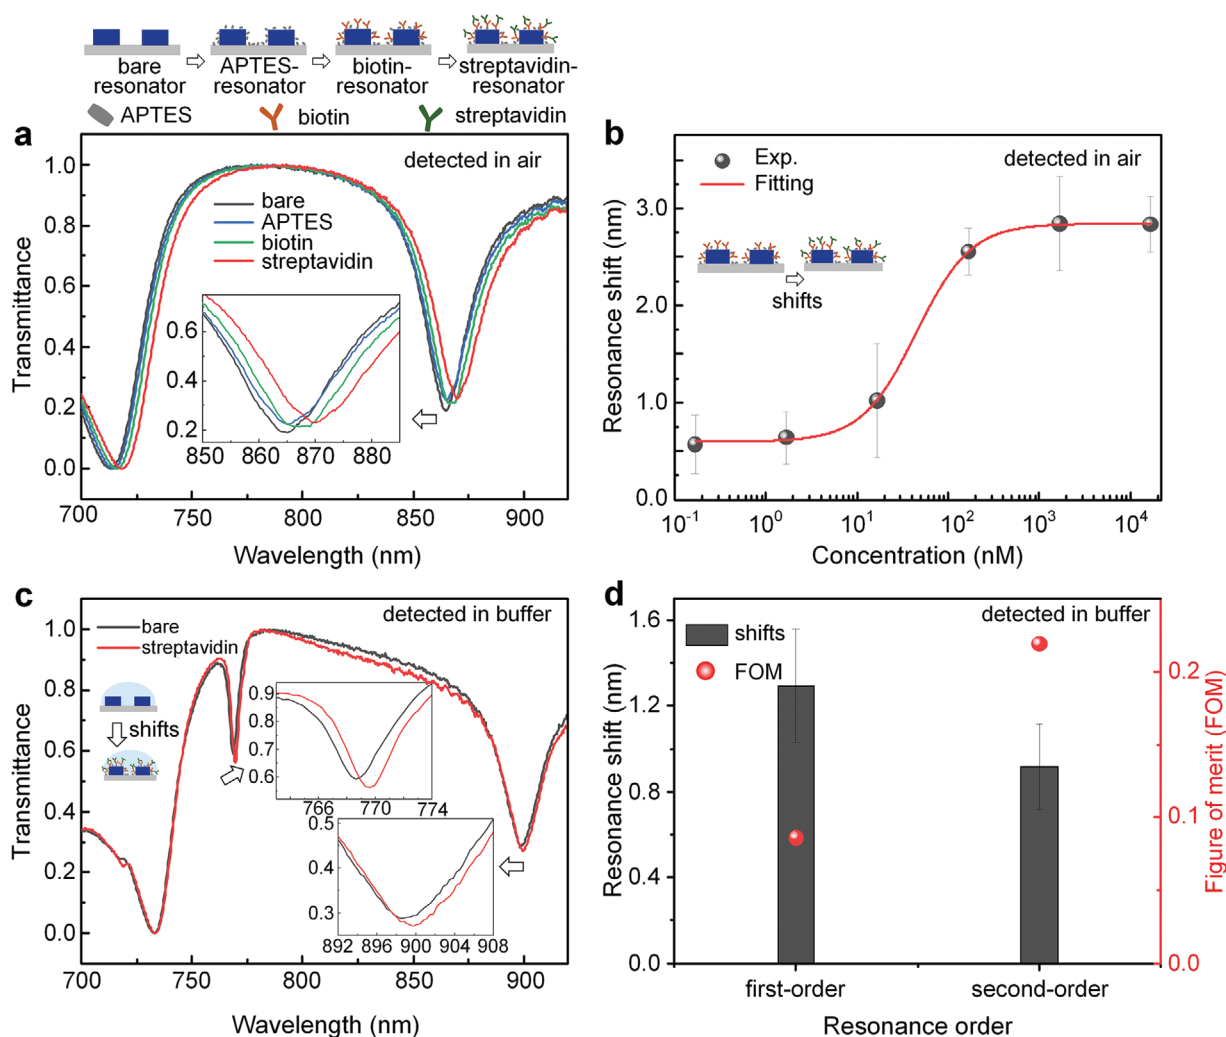 bare resonator
APTES-resonator
biotin-resonator
streptavidin-resonator
APTES biotin streptavidin
a
detected in air
bare
APTES
biotin
streptavidin
Transmittance
1.0
0.8
0.6
0.4
0.2
0.0
0.6
0.4
0.2
850 860 870 880
700 750 800 850 900
Wavelength (nm)
b
Exp.
Fitting
detected in air
shifts
Resonance shift (nm)
3.0
2.0
1.0
0.0
10⁻¹ 10⁰ 10¹ 10² 10³ 10⁴
Concentration (nM)
c
detected in buffer
bare
streptavidin
shifts
Transmittance
1.0
0.8
0.6
0.4
0.2
0.0
0.9
0.8
0.7
0.6
766 770 774
0.5
0.4
0.3
892 896 900 904 908
700 750 800 850 900
Wavelength (nm)
d
detected in buffer
shifts
FOM
Resonance shift (nm)
1.6
1.2
0.8
0.4
0.0
Figure of merit (FOM)
0.2
0.1
0.0
first-order second-order
Resonance order